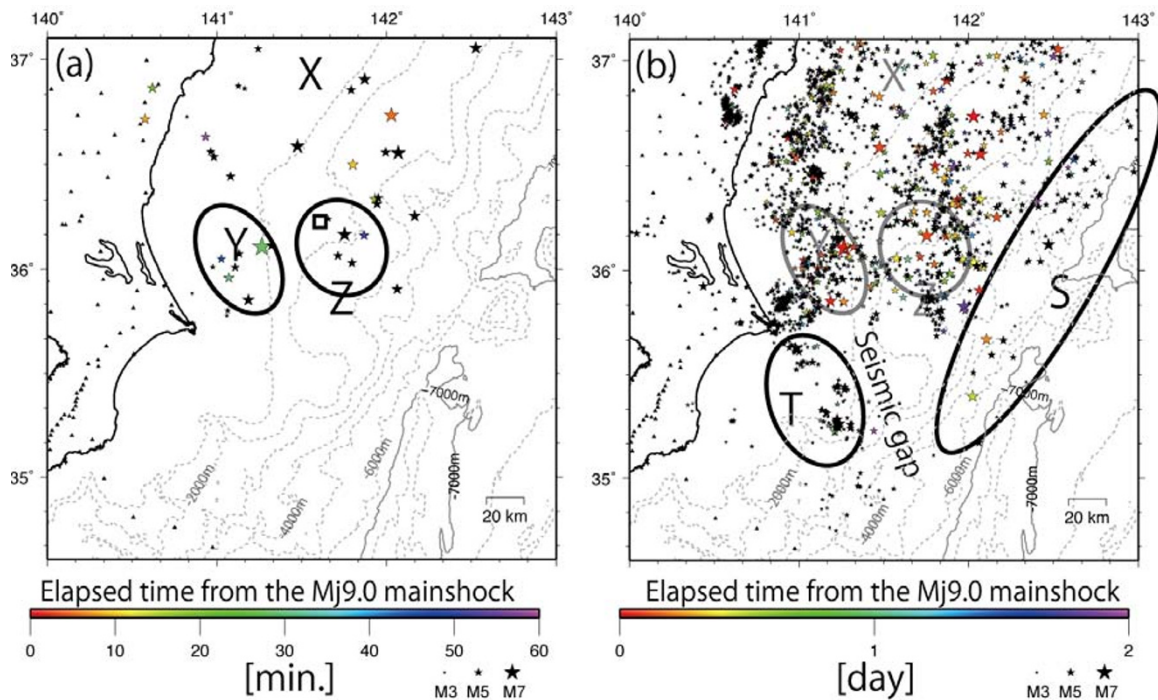 140° 141° 142° 143° 141° 142° 143°
37° (a) X 37° (b) X
Y S
36° 36°
Z Z
Seismic gap
T
-7000m -7000m
35° 35°
-2000m -4000m -6000m -7000m -2000m -4000m -6000m -7000m
20 km 20 km
Elapsed time from the Mj9.0 mainshock Elapsed time from the Mj9.0 mainshock
0 10 20 30 40 50 60 0 1 2
[min.] [day]
M3 M5 M7 M3 M5 M7